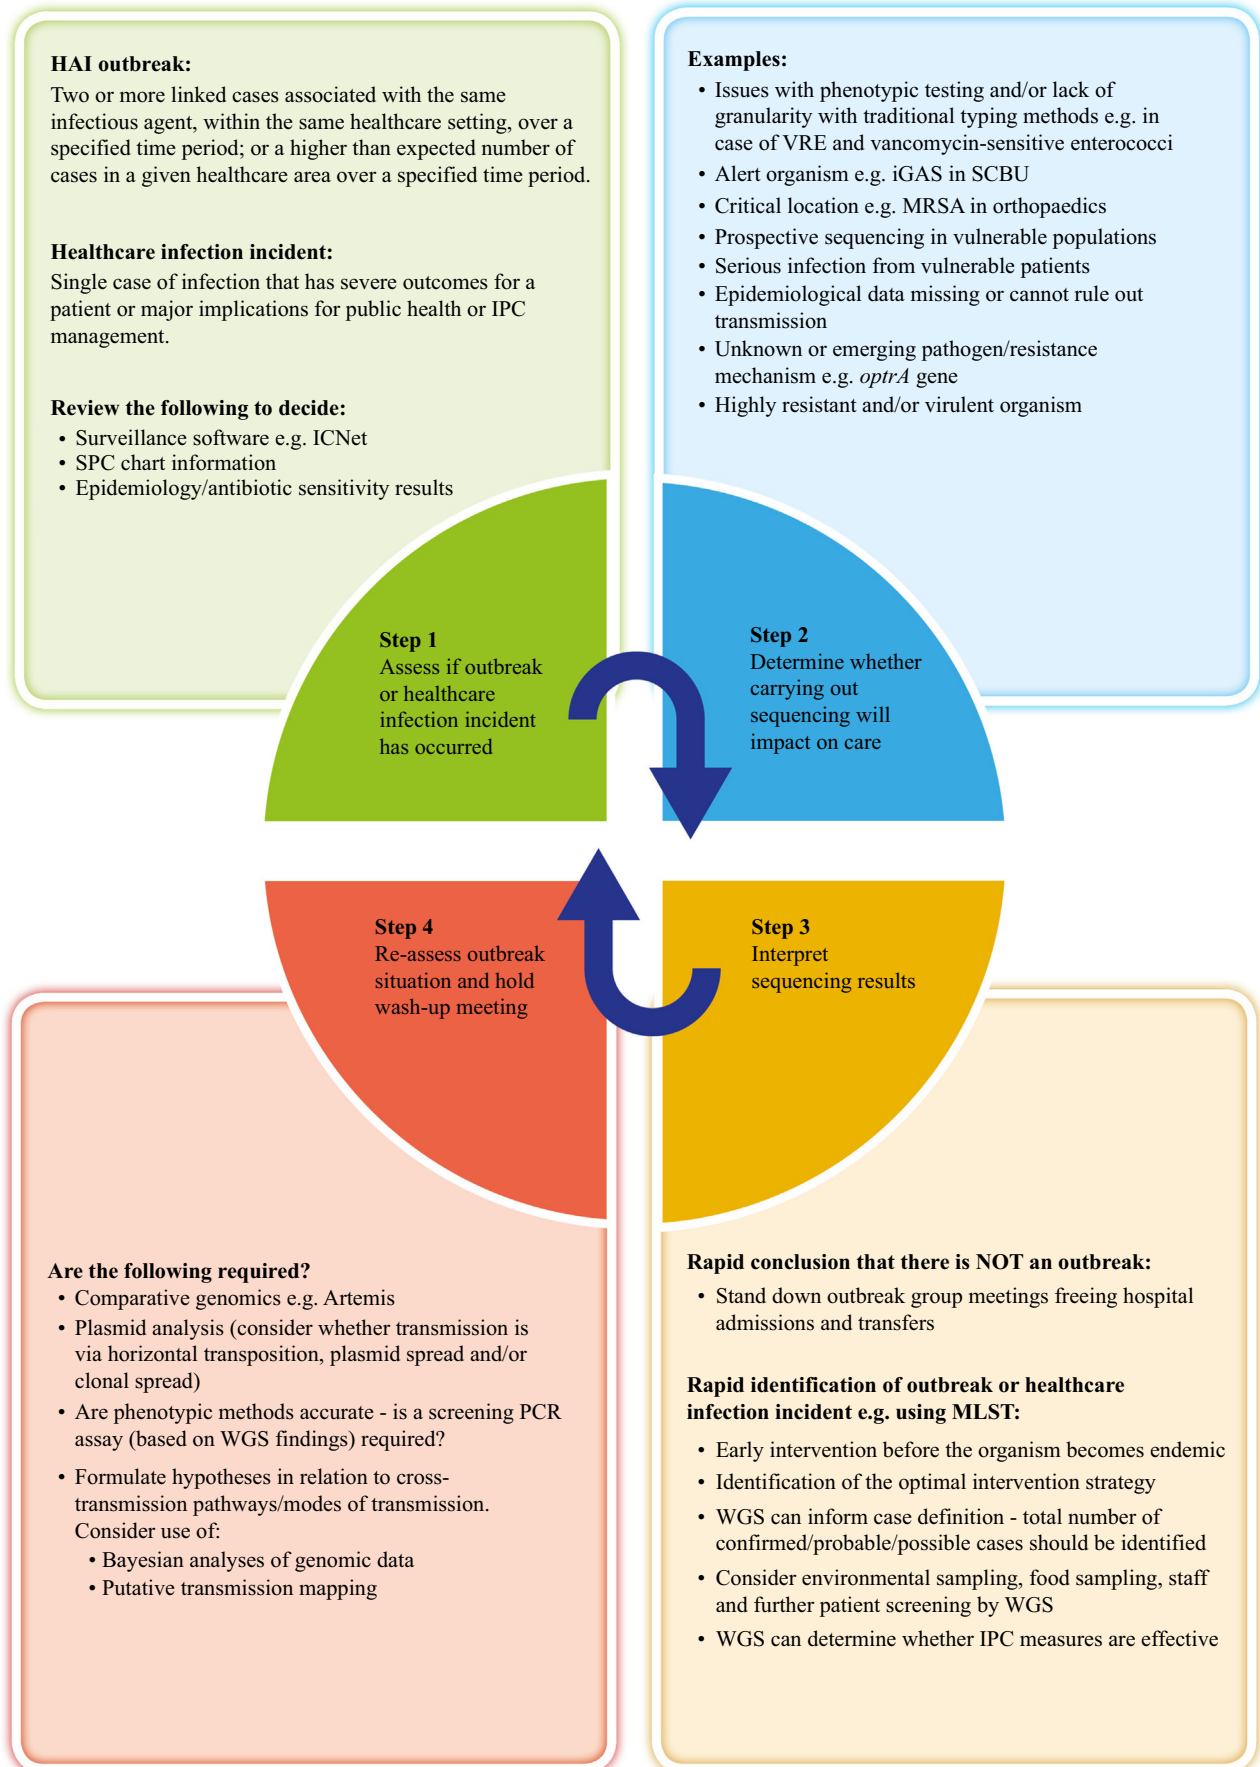 HAI outbreak:
Two or more linked cases associated with the same
infectious agent, within the same healthcare setting, over a
specified time period; or a higher than expected number of
cases in a given healthcare area over a specified time period.
Healthcare infection incident:
Single case of infection that has severe outcomes for a
patient or major implications for public health or IPC
management.
Review the following to decide:
• Surveillance software e.g. ICNet
• SPC chart information
• Epidemiology/antibiotic sensitivity results
Examples:
• Issues with phenotypic testing and/or lack of
granularity with traditional typing methods e.g. in
case of VRE and vancomycin-sensitive enterococci
• Alert organism e.g. iGAS in SCBU
• Critical location e.g. MRSA in orthopaedics
• Prospective sequencing in vulnerable populations
• Serious infection from vulnerable patients
• Epidemiological data missing or cannot rule out
transmission
• Unknown or emerging pathogen/resistance
mechanism e.g. optrA gene
• Highly resistant and/or virulent organism
Step 1
Assess if outbreak
or healthcare
infection incident
has occurred
Step 2
Determine whether
carrying out
sequencing will
impact on care
Step 4
Re-assess outbreak
situation and hold
wash-up meeting
Step 3
Interpret
sequencing results
Are the following required?
• Comparative genomics e.g. Artemis
• Plasmid analysis (consider whether transmission is
via horizontal transposition, plasmid spread and/or
clonal spread)
• Are phenotypic methods accurate - is a screening PCR
assay (based on WGS findings) required?
• Formulate hypotheses in relation to cross-
transmission pathways/modes of transmission.
Consider use of:
• Bayesian analyses of genomic data
• Putative transmission mapping
Rapid conclusion that there is NOT an outbreak:
• Stand down outbreak group meetings freeing hospital
admissions and transfers
Rapid identification of outbreak or healthcare
infection incident e.g. using MLST:
• Early intervention before the organism becomes endemic
• Identification of the optimal intervention strategy
• WGS can inform case definition - total number of
confirmed/probable/possible cases should be identified
• Consider environmental sampling, food sampling, staff
and further patient screening by WGS
• WGS can determine whether IPC measures are effective